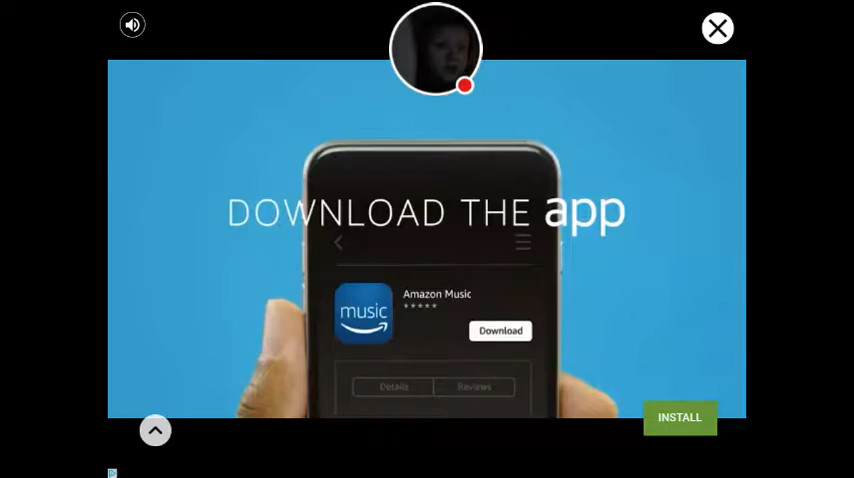 DOWNLOAD THE app
Amazon Music
music
Download
Details
Reviews
INSTALL